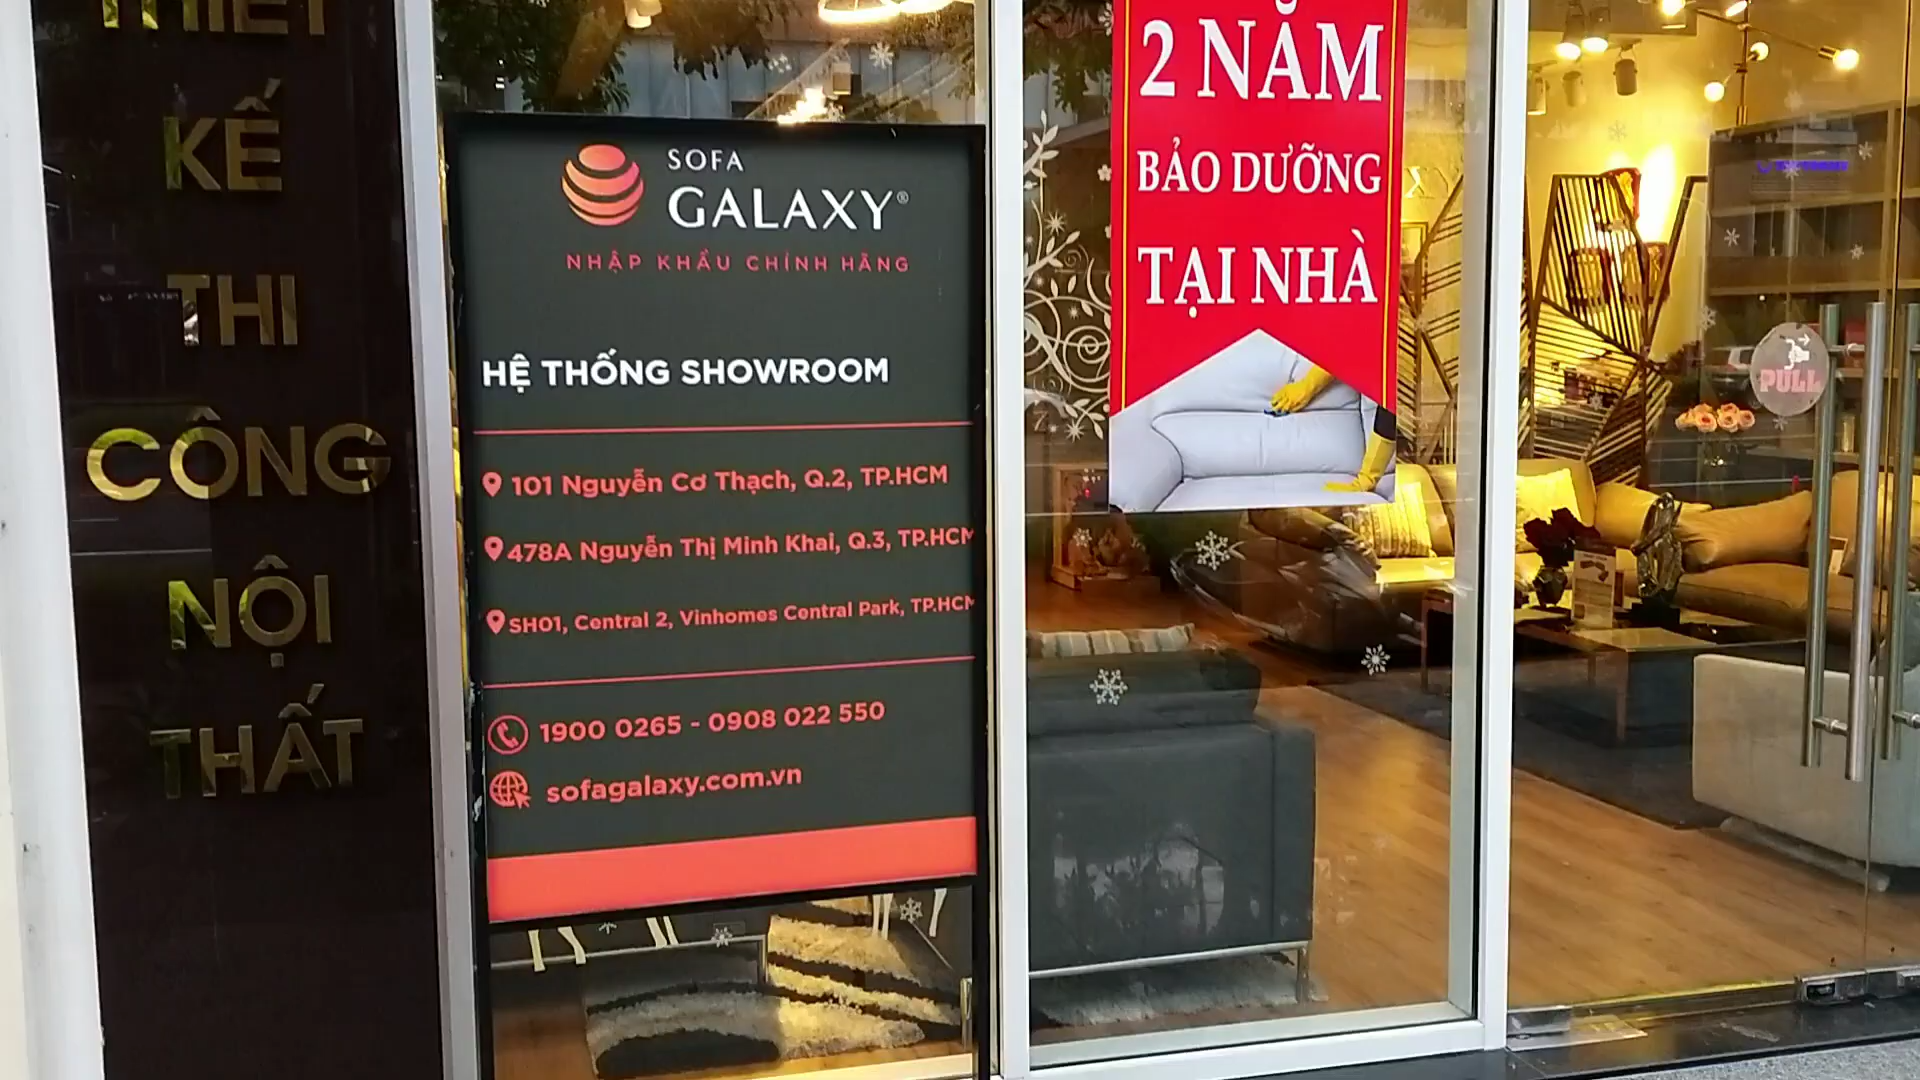 THIẾT
KẾ
THI
CÔNG
NỘI
THẤT
SOFA
GALAXY®
NHẬP KHẨU CHÍNH HÃNG
HỆ THỐNG SHOWROOM
101 Nguyễn Cơ Thạch, Q.2, TP.HCM
478A Nguyễn Thị Minh Khai, Q.3, TP.HCM
SH01, Central 2, Vinhomes Central Park, TP.HCM
1900 0265 - 0908 022 550
sofagalaxy.com.vn
2 NĂM
BẢO DƯỠNG
TẠI NHÀ
PULL